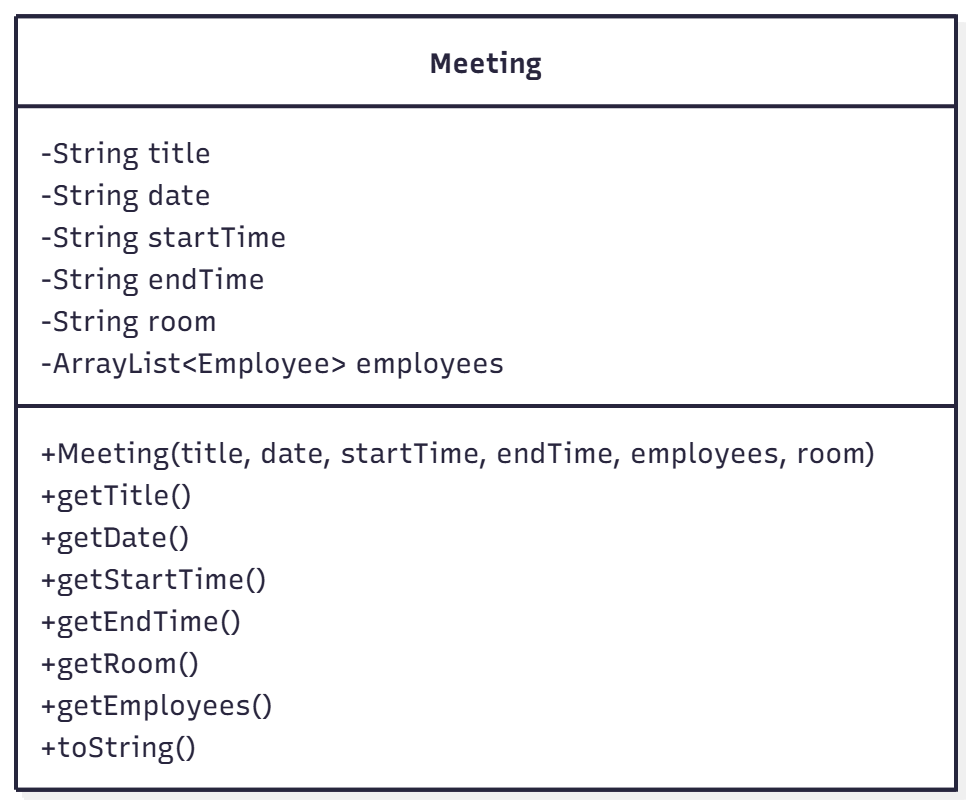 Meeting
-String title
-String date
-String startTime
-String endTime
-String room
-ArrayList<Employee> employees
+Meeting(title, date, startTime, endTime, employees, room)
+getTitle()
+getDate()
+getStartTime()
+getEndTime()
+getRoom()
+getEmployees()
+toString()